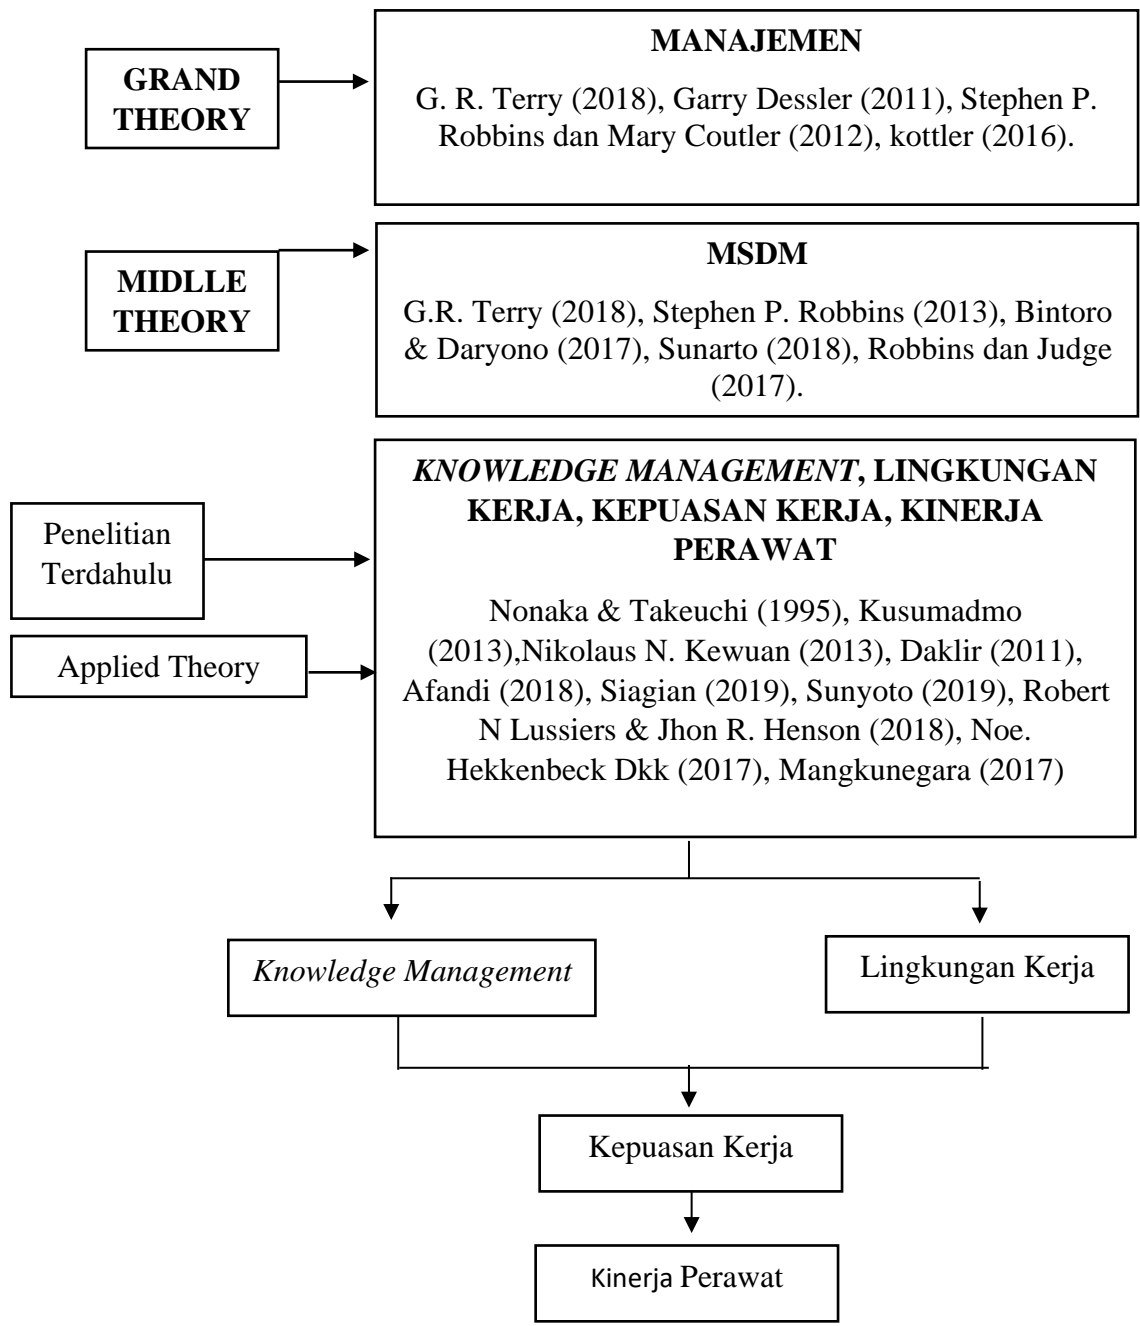 GRAND
THEORY
MANAJEMEN
G. R. Terry (2018), Garry Dessler (2011), Stephen P.
Robbins dan Mary Coutler (2012), kottler (2016).
MIDLLE
THEORY
MSDM
G.R. Terry (2018), Stephen P. Robbins (2013), Bintoro
& Daryono (2017), Sunarto (2018), Robbins dan Judge
(2017).
Penelitian
Terdahulu
Applied Theory
KNOWLEDGE MANAGEMENT, LINGKUNGAN
KERJA, KEPUASAN KERJA, KINERJA
PERAWAT
Nonaka & Takeuchi (1995), Kusumadmo
(2013),Nikolaus N. Kewuan (2013), Daklir (2011),
Afandi (2018), Siagian (2019), Sunyoto (2019), Robert
N Lussiers & Jhon R. Henson (2018), Noe.
Hekkenbeck Dkk (2017), Mangkunegara (2017)
Knowledge Management
Lingkungan Kerja
Kepuasan Kerja
Kinerja Perawat